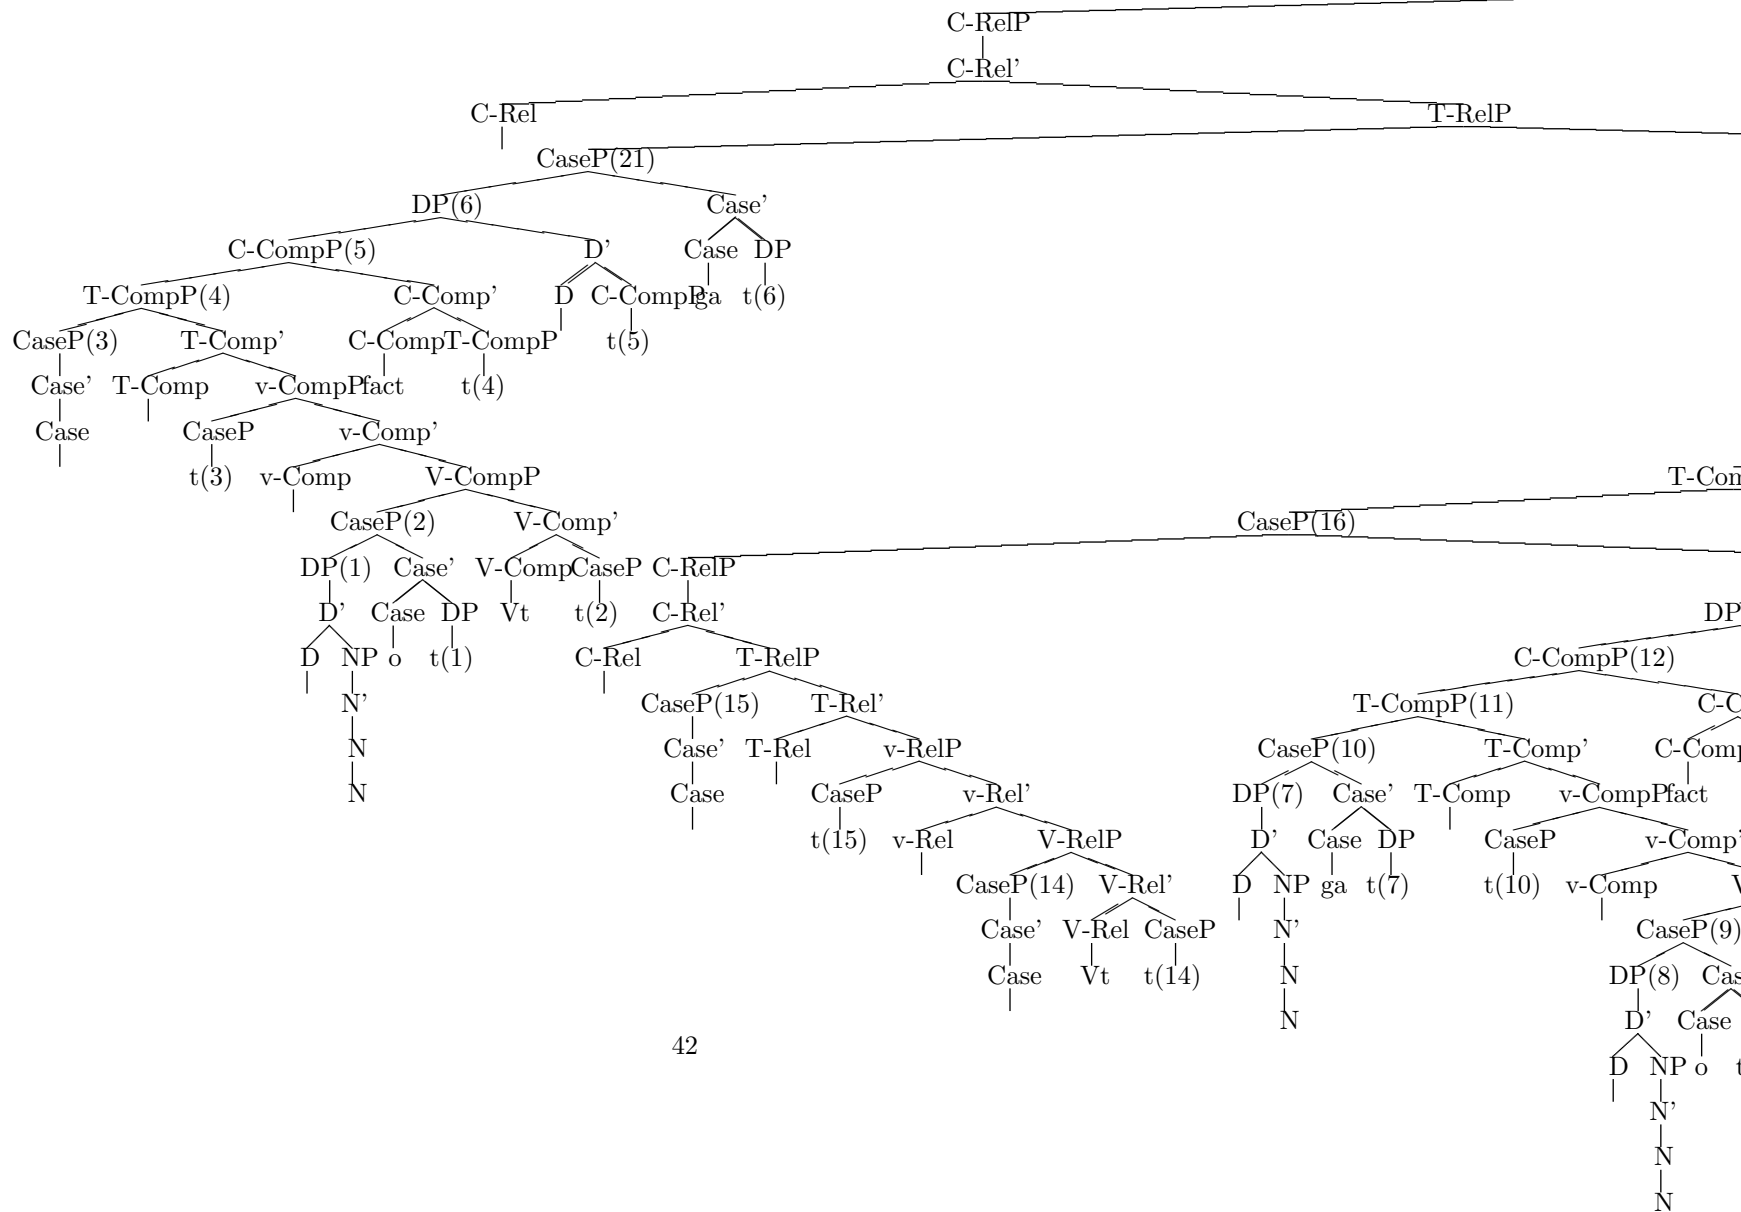 C-RelP
C-Rel'
C-Rel T-RelP
CaseP(21)
DP(6) Case'
C-CompP(5) D' Case DP
T-CompP(4) C-Comp' D C-CompP ga t(6)
CaseP(3) T-Comp' C-Comp T-CompP t(5)
Case' T-Comp v-CompP fact t(4)
Case CaseP v-Comp'
t(3) v-Comp V-CompP T-Com
CaseP(2) V-Comp' CaseP(16)
DP(1) Case' V-Comp CaseP C-RelP
D' Case DP Vt t(2) C-Rel' DP
D NP o t(1) C-Rel T-RelP C-CompP(12)
N' CaseP(15) T-Rel' T-CompP(11) C-C
N Case' T-Rel v-RelP CaseP(10) T-Comp' C-Comp
N Case CaseP v-Rel' DP(7) Case' T-Comp v-CompP fact
t(15) v-Rel V-RelP D' Case DP CaseP v-Comp'
CaseP(14) V-Rel' D NP ga t(7) t(10) v-Comp V
Case' V-Rel CaseP N' CaseP(9)
Case Vt t(14) N DP(8) Cas
N D' Case
42
D NP o t
N'
N
N